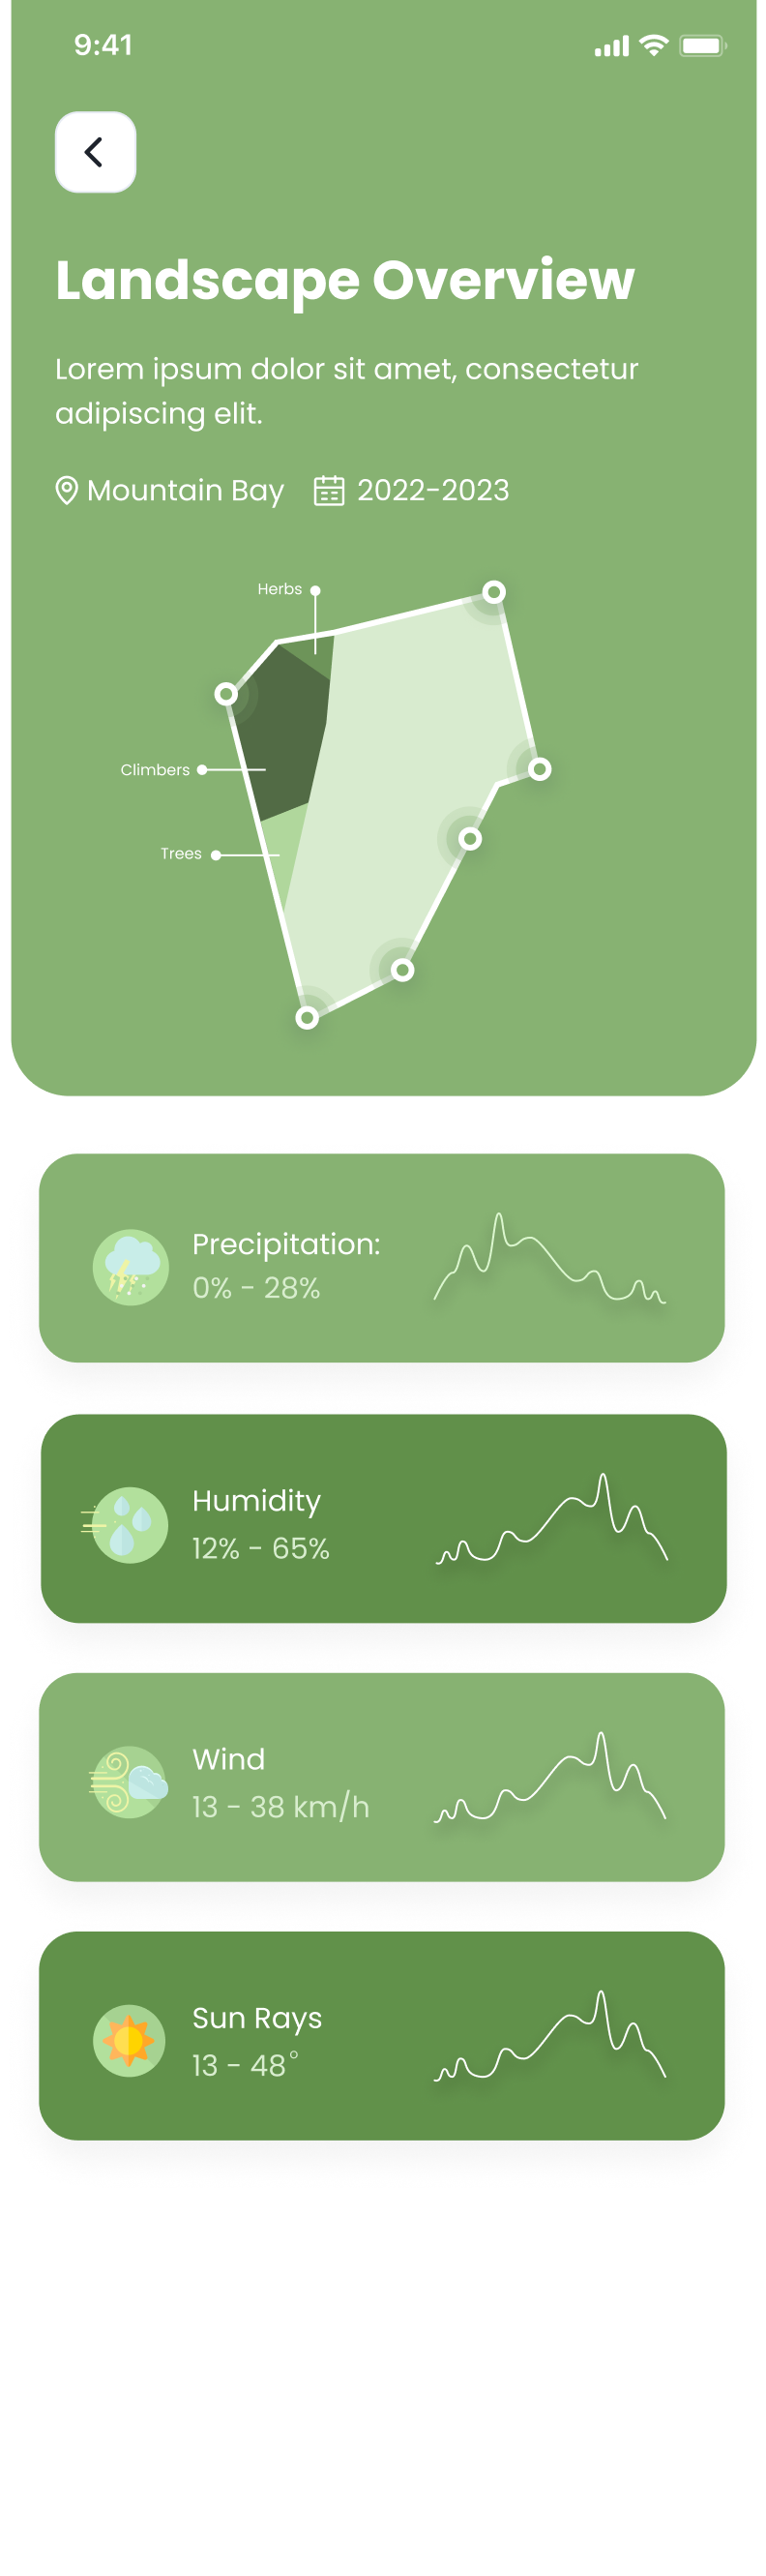 9:41
Landscape Overview
Lorem ipsum dolor sit amet, consectetur
adipiscing elit.
Mountain Bay 2022-2023
Herbs
Climbers
Trees
Precipitation:
0% - 28%
Humidity
12% - 65%
Wind
13 - 38 km/h
Sun Rays
13 - 48°